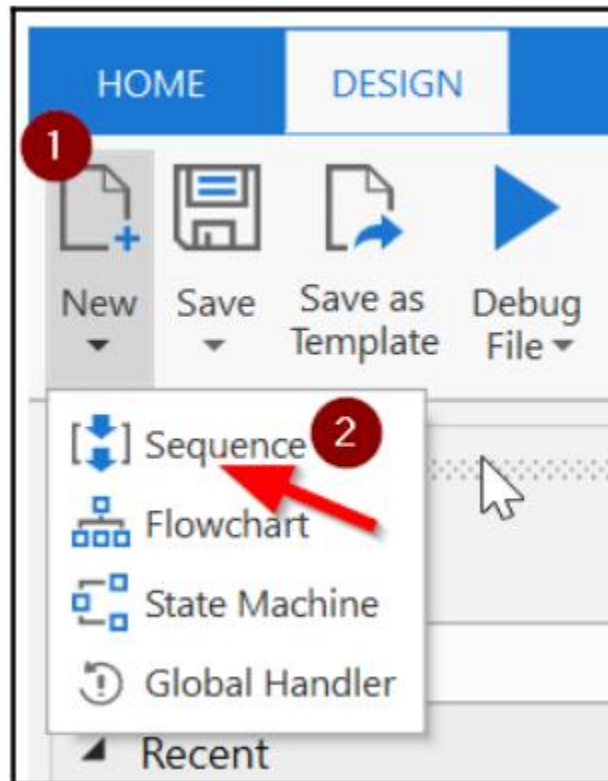 HOME DESIGN
1
New Save Save as Template Debug File
2
Sequence
Flowchart
State Machine
Global Handler
Recent